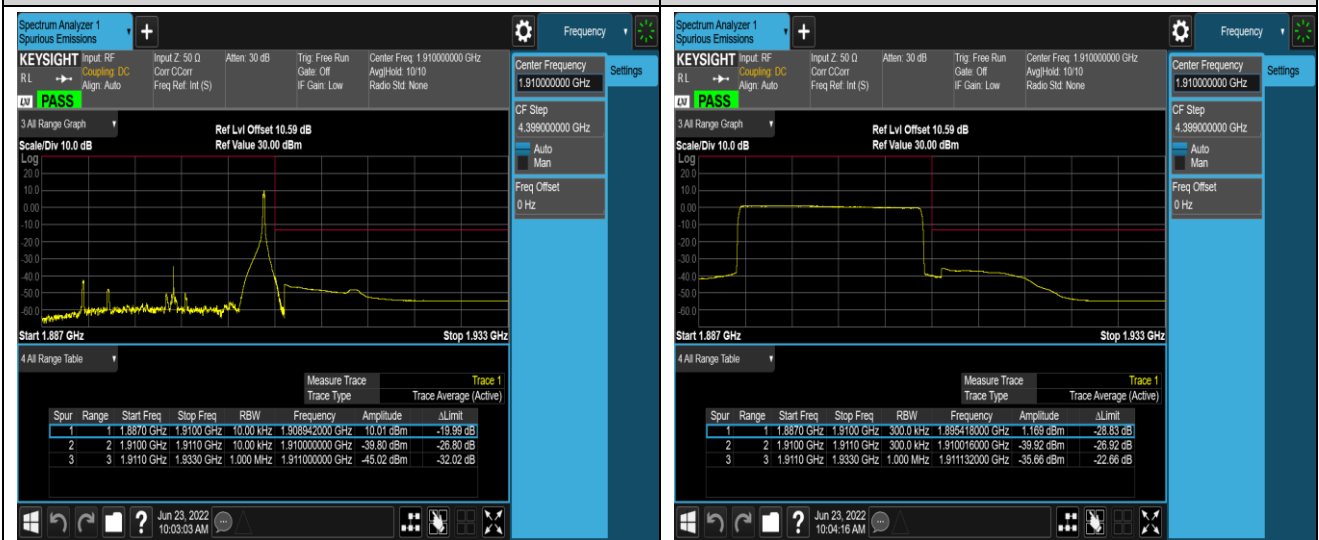 Spectrum Analyzer 1
Spurious Emissions
+
Frequency
KEYSIGHT
RL
Input: RF
Coupling: DC
Align: Auto
Input Z: 50 Ω
Corr CCorr
Freq Ref: Int (S)
Atten: 30 dB
Trig: Free Run
Gate: Off
IF Gain: Low
Center Freq: 1.910000000 GHz
Avg|Hold: 10/10
Radio Std: None
LXI PASS
Center Frequency
1.910000000 GHz
Settings
CF Step
4.399000000 GHz
Auto
Man
Freq Offset
0 Hz
3 All Range Graph
Ref Lvl Offset 10.59 dB
Scale/Div 10.0 dB
Ref Value 30.00 dBm
Log
20.0
10.0
0.00
-10.0
-20.0
-30.0
-40.0
-50.0
-60.0
Start 1.887 GHz
Stop 1.933 GHz
4 All Range Table
Measure Trace Trace 1
Trace Type Trace Average (Active)
Spur Range Start Freq Stop Freq RBW Frequency Amplitude ΔLimit
1 1 1.8870 GHz 1.9100 GHz 10.00 kHz 1.908942000 GHz 10.01 dBm -19.99 dB
2 2 1.9100 GHz 1.9110 GHz 10.00 kHz 1.910000000 GHz -39.80 dBm -26.80 dB
3 3 1.9110 GHz 1.9330 GHz 1.000 MHz 1.911000000 GHz -45.02 dBm -32.02 dB
?
Jun 23, 2022
10:03:03 AM
Spectrum Analyzer 1
Spurious Emissions
+
Frequency
KEYSIGHT
RL
Input: RF
Coupling: DC
Align: Auto
Input Z: 50 Ω
Corr CCorr
Freq Ref: Int (S)
Atten: 30 dB
Trig: Free Run
Gate: Off
IF Gain: Low
Center Freq: 1.910000000 GHz
Avg|Hold: 10/10
Radio Std: None
LXI PASS
Center Frequency
1.910000000 GHz
Settings
CF Step
4.399000000 GHz
Auto
Man
Freq Offset
0 Hz
3 All Range Graph
Ref Lvl Offset 10.59 dB
Scale/Div 10.0 dB
Ref Value 30.00 dBm
Log
20.0
10.0
0.00
-10.0
-20.0
-30.0
-40.0
-50.0
-60.0
Start 1.887 GHz
Stop 1.933 GHz
4 All Range Table
Measure Trace Trace 1
Trace Type Trace Average (Active)
Spur Range Start Freq Stop Freq RBW Frequency Amplitude ΔLimit
1 1 1.8870 GHz 1.9100 GHz 300.0 kHz 1.895418000 GHz 1.169 dBm -28.83 dB
2 2 1.9100 GHz 1.9110 GHz 300.0 kHz 1.910016000 GHz -39.92 dBm -26.92 dB
3 3 1.9110 GHz 1.9330 GHz 1.000 MHz 1.911132000 GHz -35.66 dBm -22.66 dB
?
Jun 23, 2022
10:04:16 AM